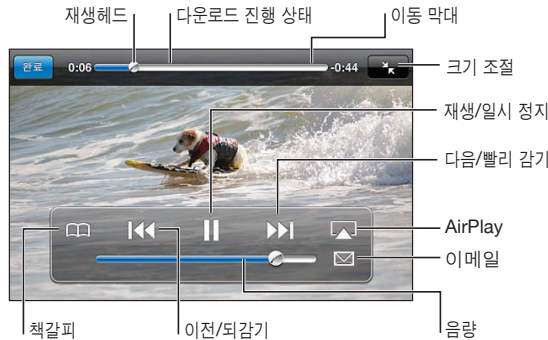 재생헤드
다운로드 진행 상태
이동 막대
완료
0:06
-0:44
크기 조절
재생/일시 정지
다음/빨리 감기
AirPlay
이메일
책갈피
이전/되감기
음량